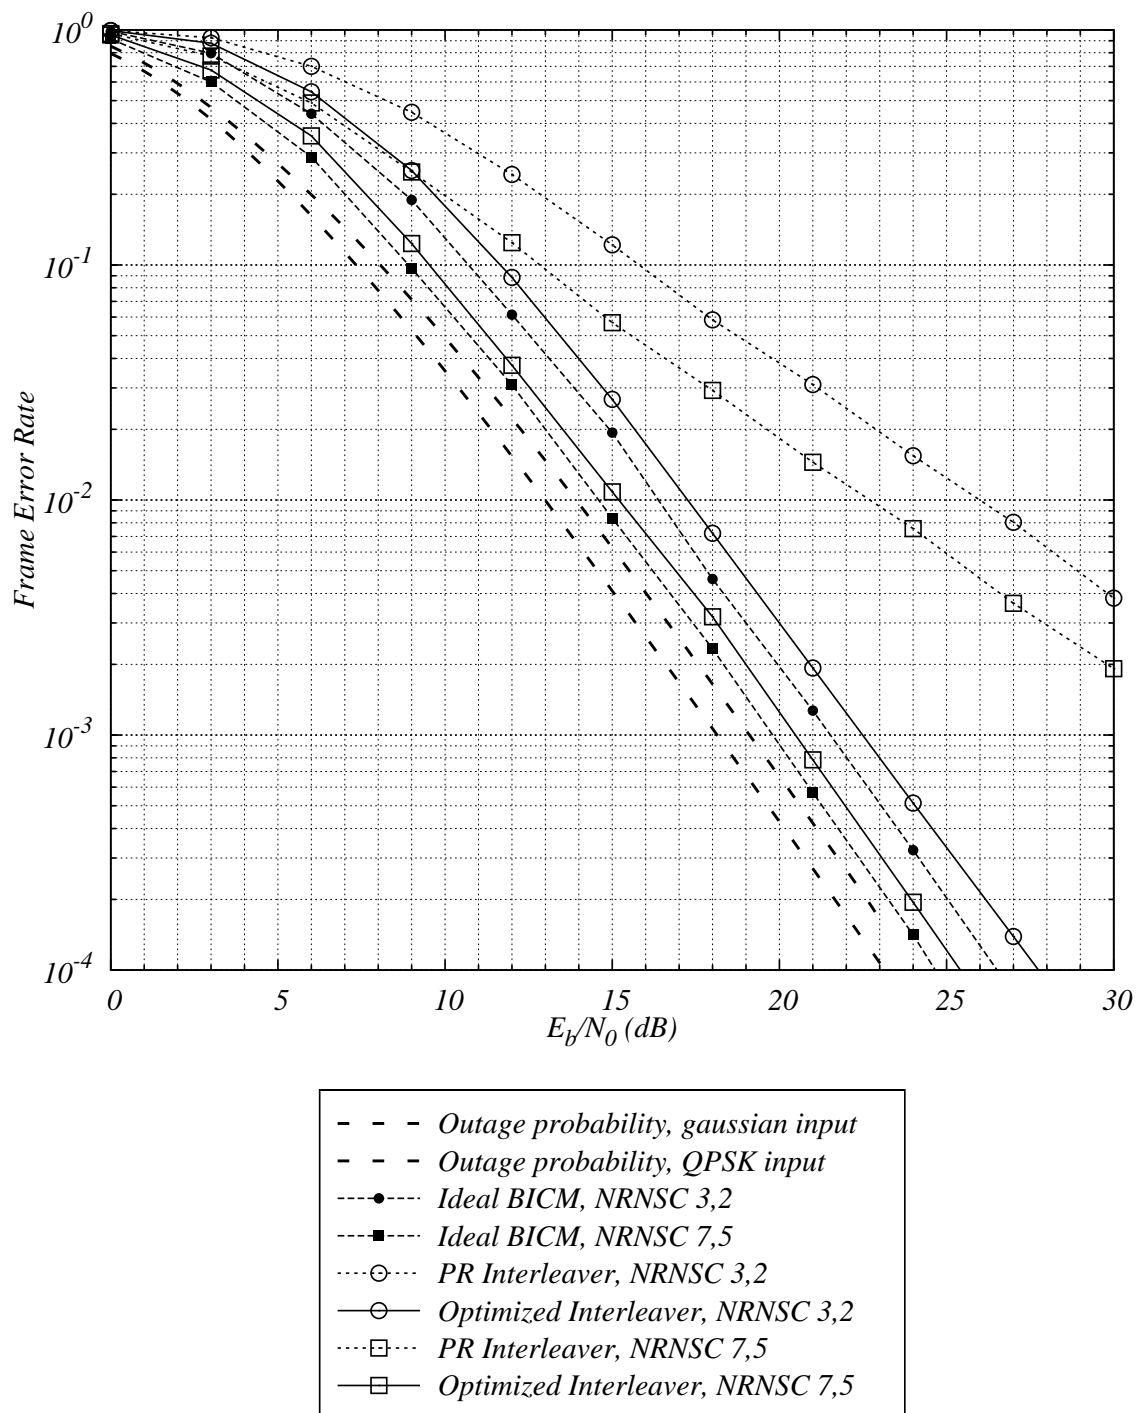 10^0
10^-1
10^-2
10^-3
10^-4
Frame Error Rate
0 5 10 15 20 25 30
E_b/N_0 (dB)
Outage probability, gaussian input
Outage probability, QPSK input
Ideal BICM, NRNSC 3,2
Ideal BICM, NRNSC 7,5
PR Interleaver, NRNSC 3,2
Optimized Interleaver, NRNSC 3,2
PR Interleaver, NRNSC 7,5
Optimized Interleaver, NRNSC 7,5